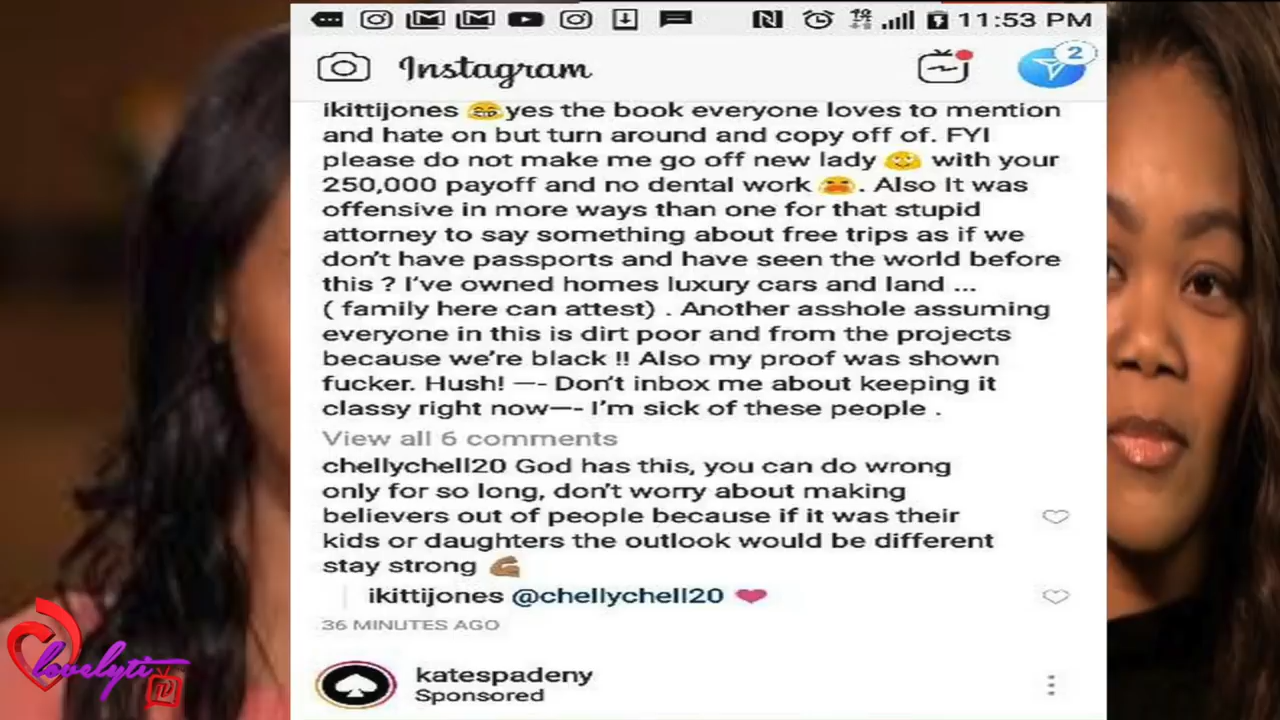 11:53 PM
Instagram
2
ikittijones 😁yes the book everyone loves to mention
and hate on but turn around and copy off of. FYI
please do not make me go off new lady 🙂 with your
250,000 payoff and no dental work 😫. Also It was
offensive in more ways than one for that stupid
attorney to say something about free trips as if we
don't have passports and have seen the world before
this ? I've owned homes luxury cars and land ...
( family here can attest) . Another asshole assuming
everyone in this is dirt poor and from the projects
because we're black !! Also my proof was shown
fucker. Hush! —- Don't inbox me about keeping it
classy right now—- I'm sick of these people .
View all 6 comments
chellychell20 God has this, you can do wrong
only for so long, don't worry about making
believers out of people because if it was their
kids or daughters the outlook would be different
stay strong 💪🏽
ikittijones @chellychell20 ❤
36 MINUTES AGO
katespadeny
Sponsored
lovelyti